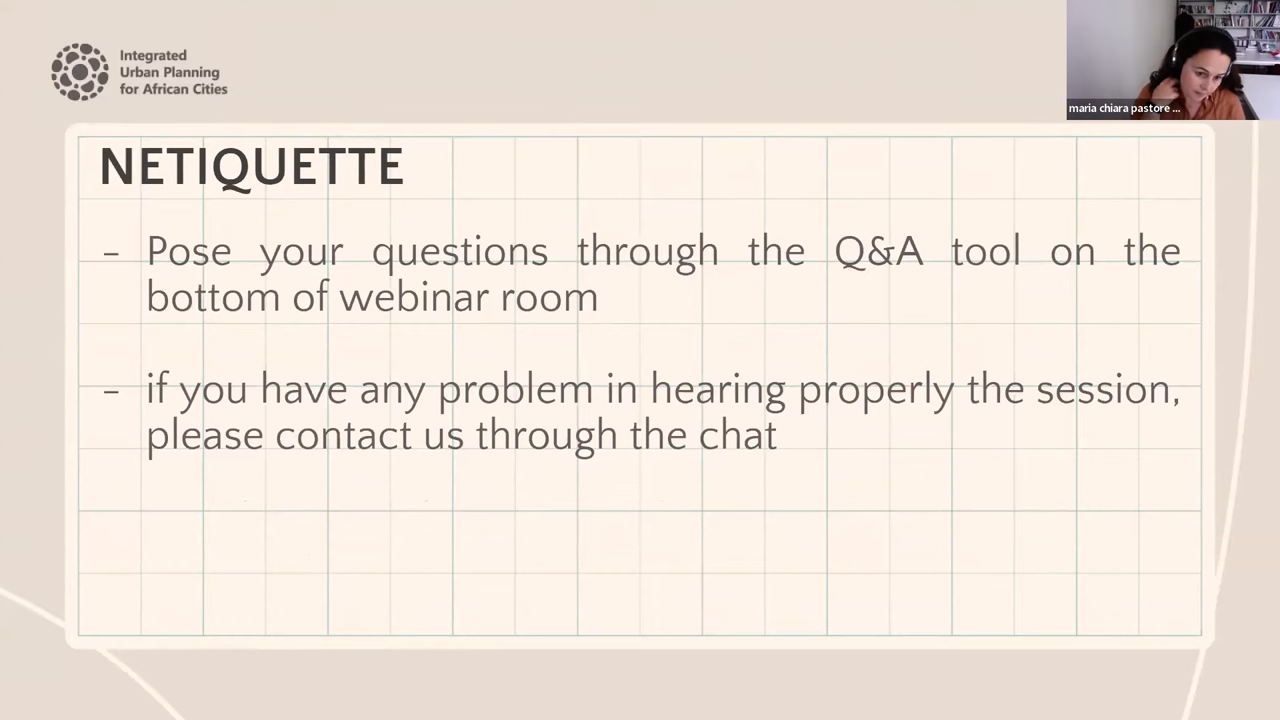 Integrated
Urban Planning
for African Cities
maria chiara pastore ...
NETIQUETTE
- Pose your questions through the Q&A tool on the
bottom of webinar room
- if you have any problem in hearing properly the session,
please contact us through the chat